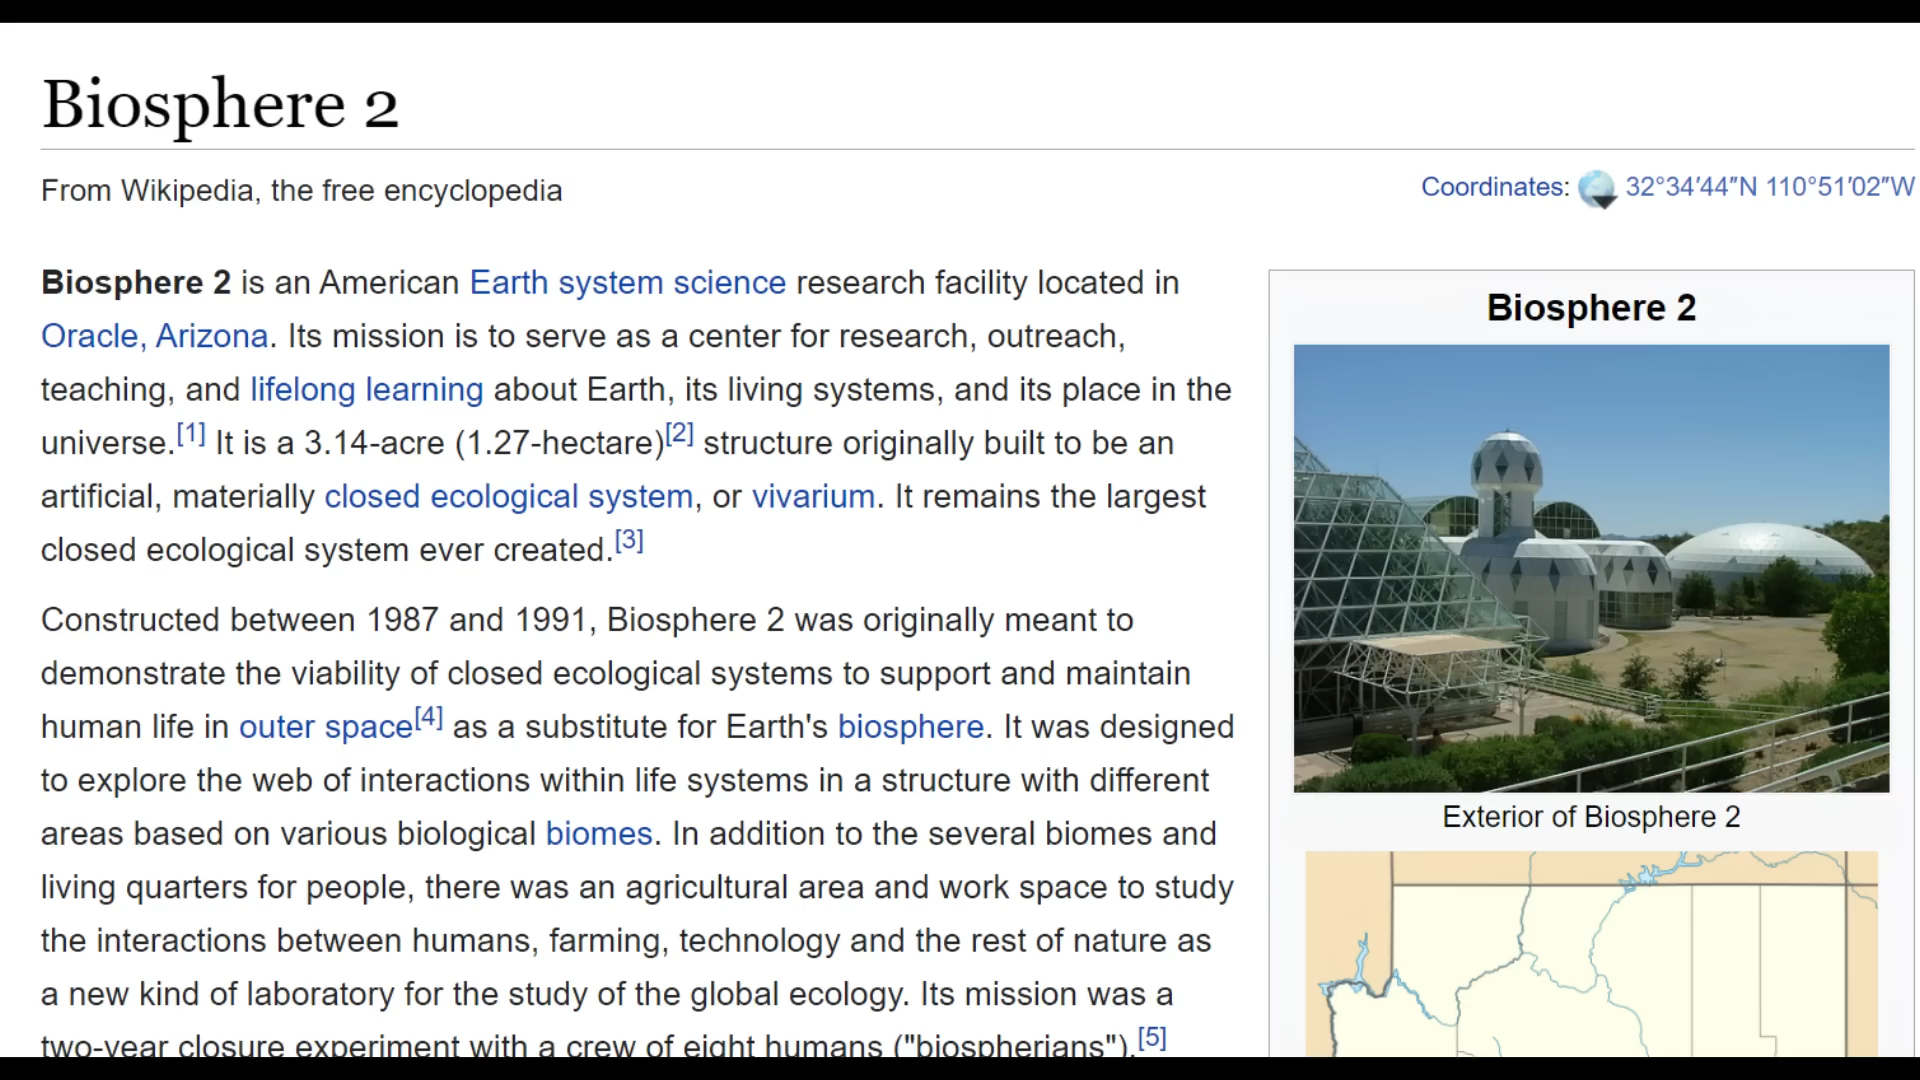 Biosphere 2
From Wikipedia, the free encyclopedia
Coordinates: 32°34′44″N 110°51′02″W
Biosphere 2 is an American Earth system science research facility located in
Oracle, Arizona. Its mission is to serve as a center for research, outreach,
teaching, and lifelong learning about Earth, its living systems, and its place in the
universe.[1] It is a 3.14-acre (1.27-hectare)[2] structure originally built to be an
artificial, materially closed ecological system, or vivarium. It remains the largest
closed ecological system ever created.[3]
Constructed between 1987 and 1991, Biosphere 2 was originally meant to
demonstrate the viability of closed ecological systems to support and maintain
human life in outer space[4] as a substitute for Earth's biosphere. It was designed
to explore the web of interactions within life systems in a structure with different
areas based on various biological biomes. In addition to the several biomes and
living quarters for people, there was an agricultural area and work space to study
the interactions between humans, farming, technology and the rest of nature as
a new kind of laboratory for the study of the global ecology. Its mission was a
two-year closure experiment with a crew of eight humans ("biospherians").[5]
Biosphere 2
Exterior of Biosphere 2